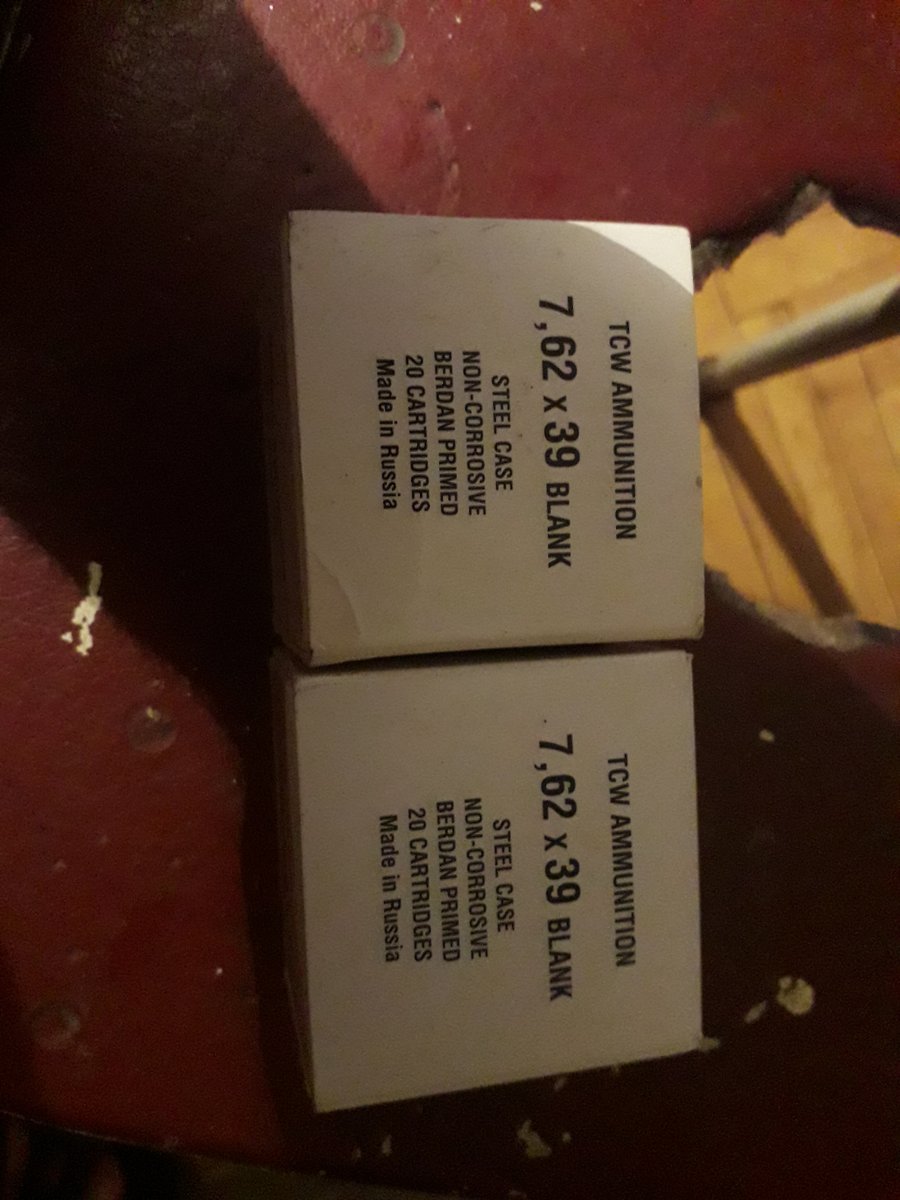 TCW AMMUNITION
7,62 x 39 BLANK
STEEL CASE
NON-CORROSIVE
BERDAN PRIMED
20 CARTRIDGES
Made in Russia
TCW AMMUNITION
7,62 x 39 BLANK
STEEL CASE
NON-CORROSIVE
BERDAN PRIMED
20 CARTRIDGES
Made in Russia